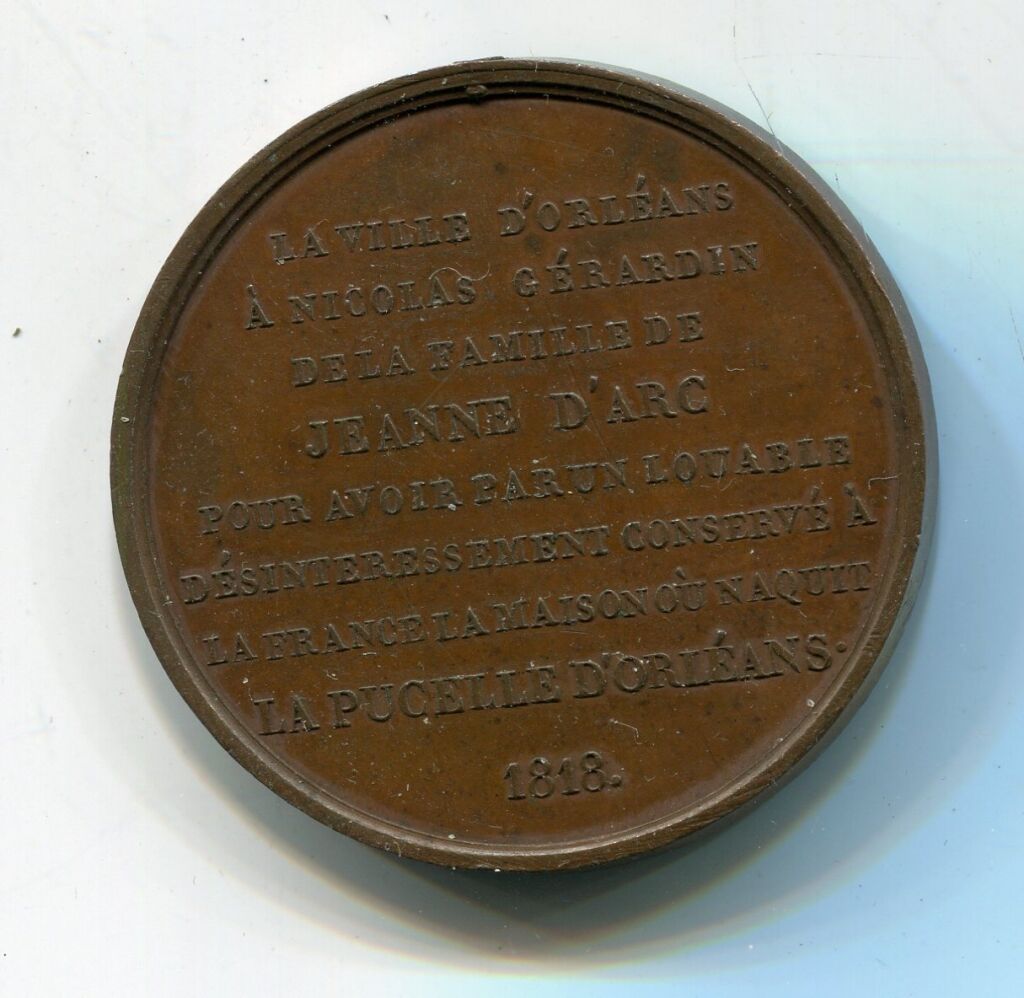 LA VILLE D'ORLÉANS
À NICOLAS GÉRARDIN
DE LA FAMILLE DE
JEANNE D'ARC
POUR AVOIR PAR UN LOUABLE
DÉSINTERESSEMENT CONSERVÉ À
LA FRANCE LA MAISON OÙ NAQUIT
LA PUCELLE D'ORLÉANS.
1818.